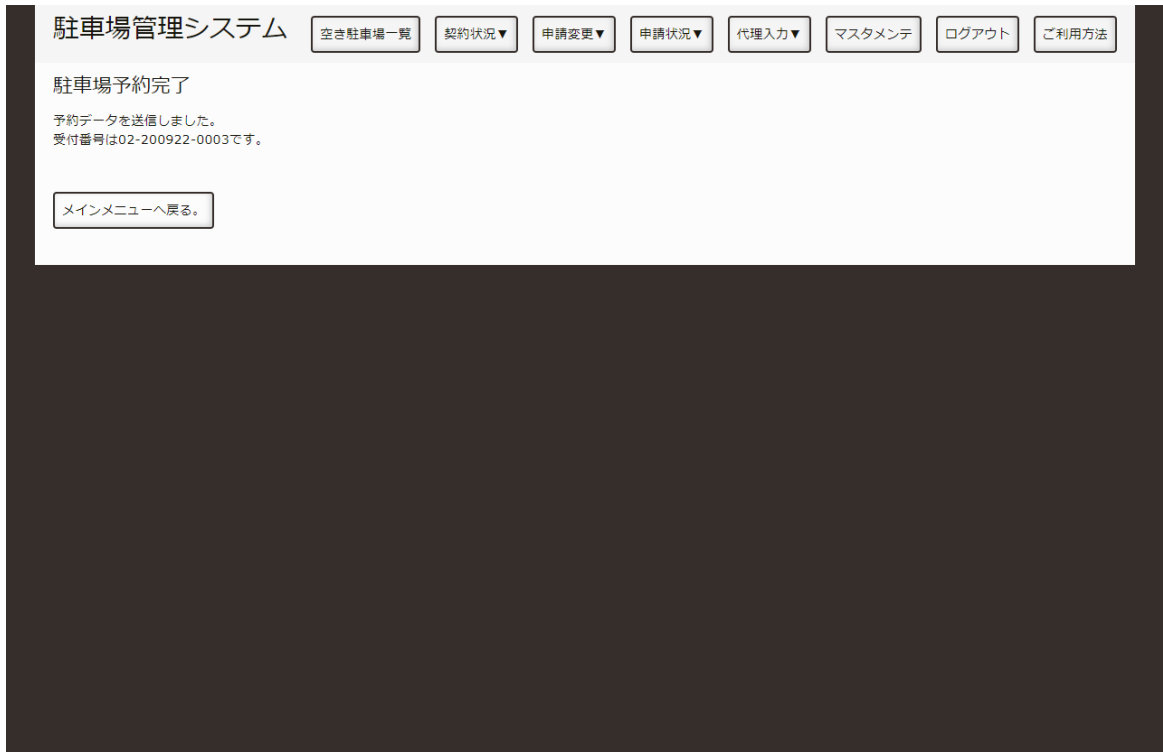 駐車場管理システム
空き駐車場一覧
契約状況▼
申請変更▼
申請状況▼
代理入力▼
マスタメンテ
ログアウト
ご利用方法
駐車場予約完了
予約データを送信しました。
受付番号は02-200922-0003です。
メインメニューへ戻る。